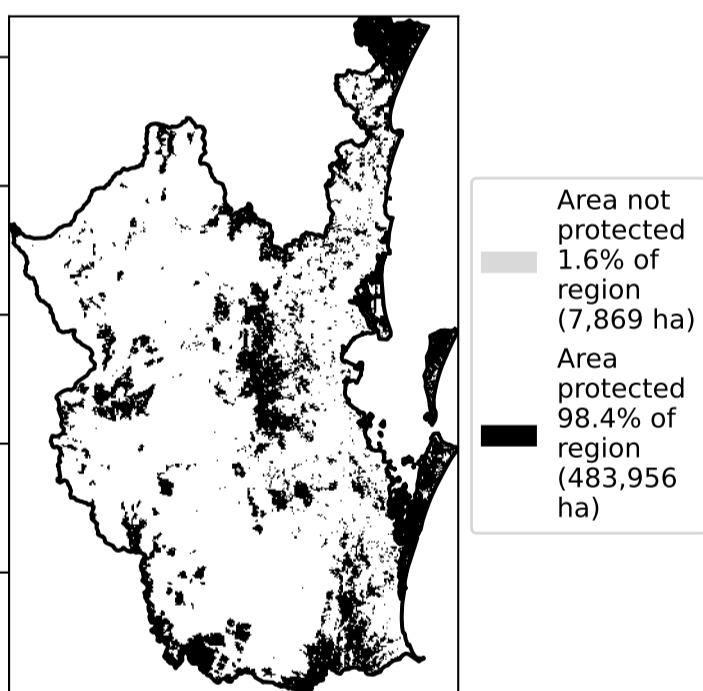 Area not
protected
1.6% of
region
(7,869 ha)
Area
protected
98.4% of
region
(483,956
ha)